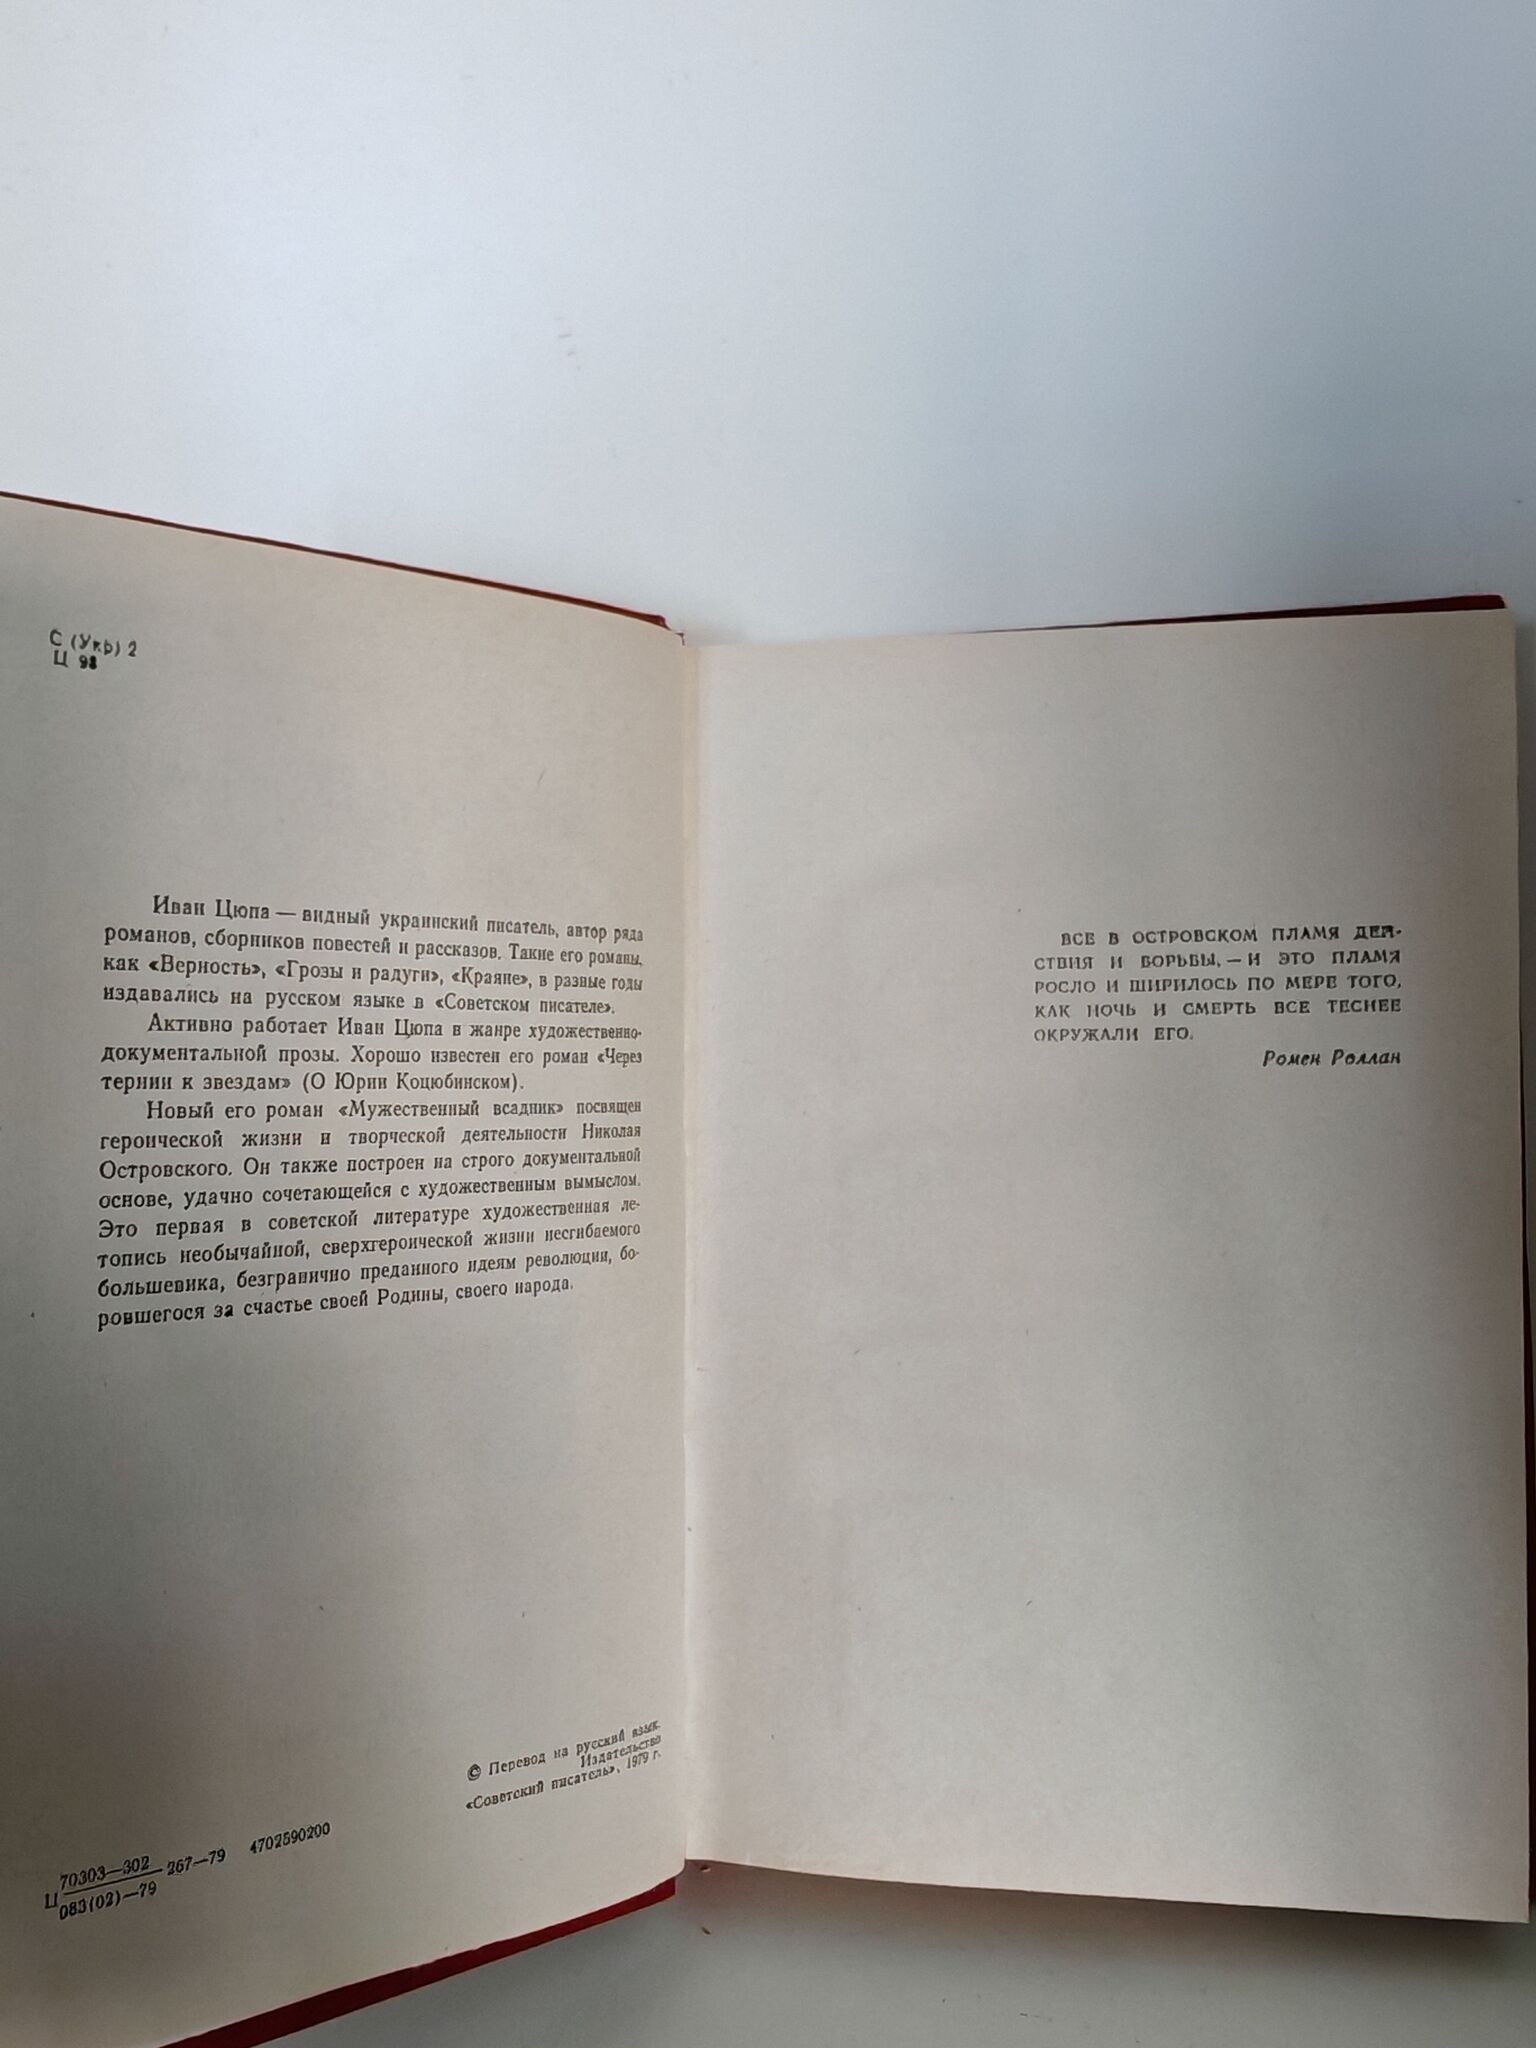 С (Укр) 2
Ц 98
Иван Цюпа — видный украинский писатель, автор ряда
романов, сборников повестей и рассказов. Такие его романы,
как «Верность», «Грозы и радуги», «Краяне», в разные годы
издавались на русском языке в «Советском писателе».
Активно работает Иван Цюпа в жанре художественно-
документальной прозы. Хорошо известен его роман «Через
тернии к звездам» (О Юрии Коцюбинском).
Новый его роман «Мужественный всадник» посвящен
героической жизни и творческой деятельности Николая
Островского. Он также построен на строго документальной
основе, удачно сочетающейся с художественным вымыслом.
Это первая в советской литературе художественная ле-
топись необычайной, сверхгероической жизни несгибаемого
большевика, безгранично преданного идеям революции, бо-
ровшегося за счастье своей Родины, своего народа.
© Перевод на русский язык.
Издательство
«Советский писатель», 1979 г.
Ц 70303—302
083(02)—79 267—79 4702590200
ВСЕ В ОСТРОВСКОМ ПЛАМЯ ДЕЙ-
СТВИЯ И БОРЬБЫ, — И ЭТО ПЛАМЯ
РОСЛО И ШИРИЛОСЬ ПО МЕРЕ ТОГО,
КАК НОЧЬ И СМЕРТЬ ВСЕ ТЕСНЕЕ
ОКРУЖАЛИ ЕГО.
Ромен Роллан